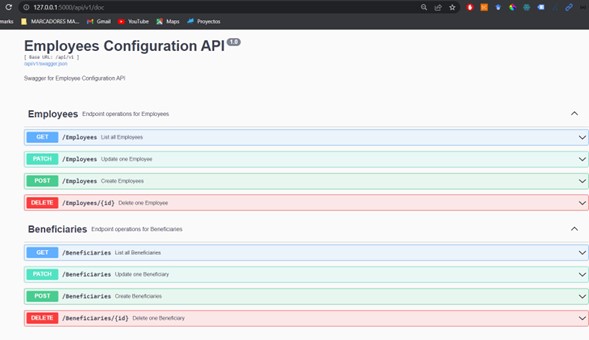 127.0.0.1:5000/api/v1/doc
marks MARCADORES MA... Gmail YouTube Maps Proyectos
Employees Configuration API 1.0
[ Base URL: /api/v1 ]
/api/v1/swagger.json
Swagger for Employee Configuration API
Employees Endpoint operations for Employees
GET /Employees List all Employees
PATCH /Employees Update one Employee
POST /Employees Create Employees
DELETE /Employees/{id} Delete one Employee
Beneficiaries Endpoint operations for Beneficiaries
GET /Beneficiaries List all Beneficiaries
PATCH /Beneficiaries Update one Beneficiary
POST /Beneficiaries Create Beneficiaries
DELETE /Beneficiaries/{id} Delete one Beneficiary